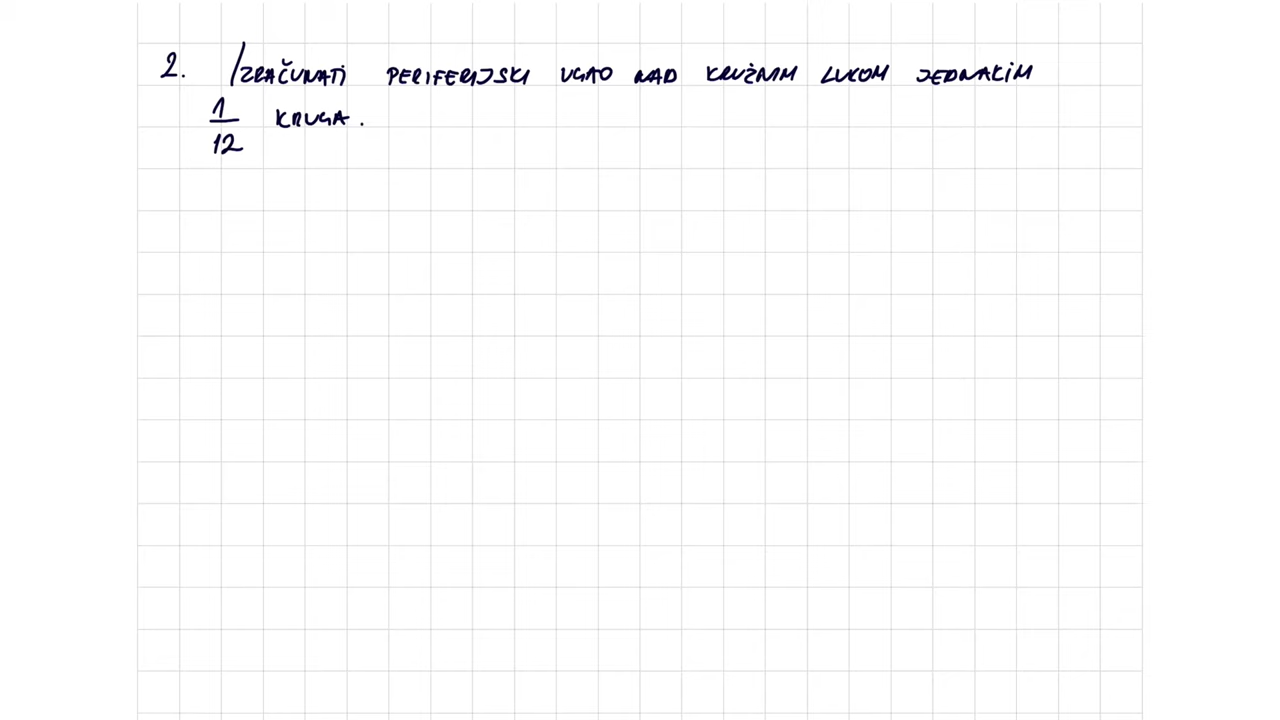 2. IZRAČUNATI PERIFERIJSKI UGAO NAD KRUŽNIM LUKOM JEDNAKIM
1/12 KRUGA.